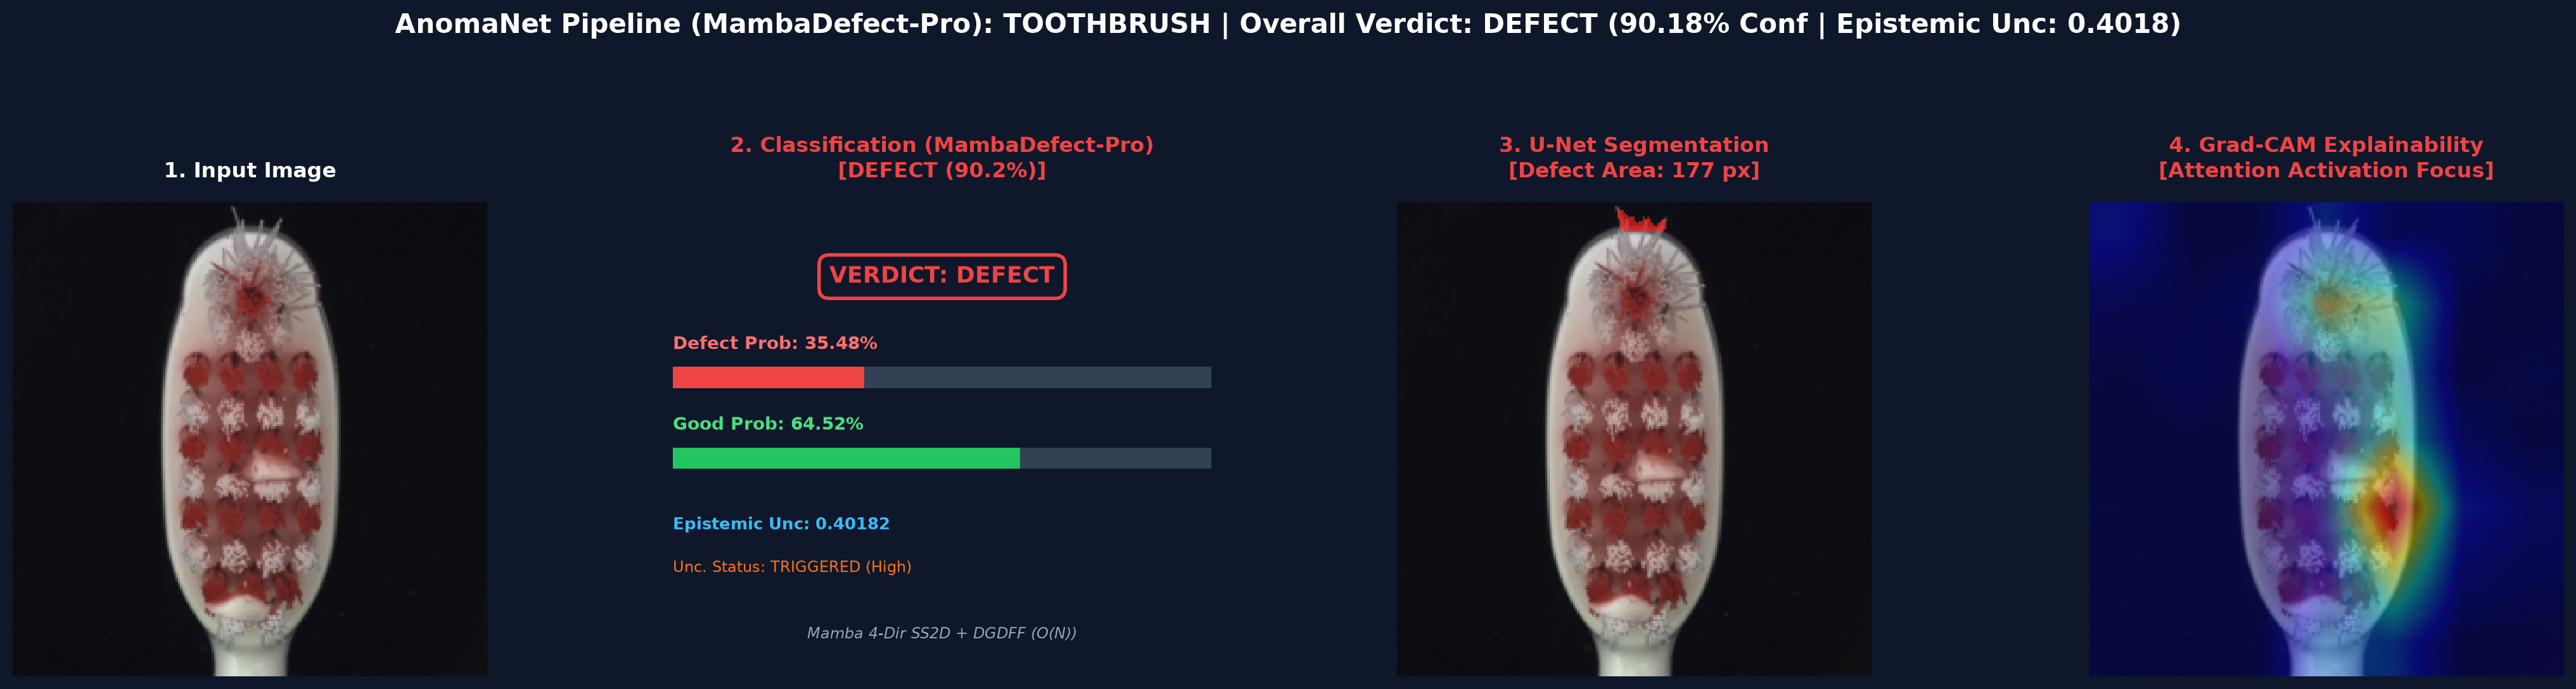 AnomaNet Pipeline (MambaDefect-Pro): TOOTHBRUSH | Overall Verdict: DEFECT (90.18% Conf | Epistemic Unc: 0.4018)
1. Input Image
2. Classification (MambaDefect-Pro)
[DEFECT (90.2%)]
VERDICT: DEFECT
Defect Prob: 35.48%
Good Prob: 64.52%
Epistemic Unc: 0.40182
Unc. Status: TRIGGERED (High)
Mamba 4-Dir SS2D + DGDFF (O(N))
3. U-Net Segmentation
[Defect Area: 177 px]
4. Grad-CAM Explainability
[Attention Activation Focus]